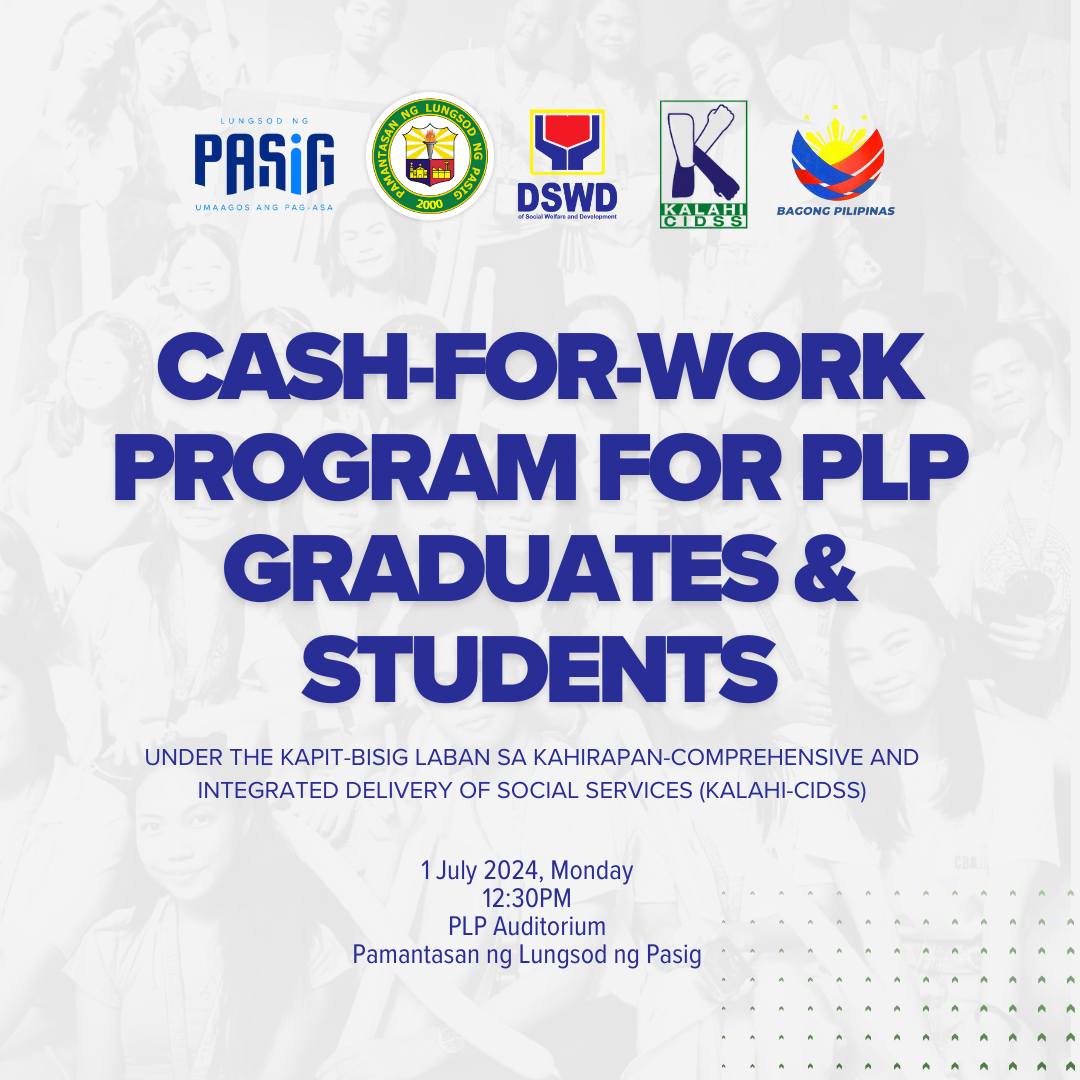 LUNGSOD NG
PASiG
UMAAGOS ANG PAG-ASA
PAMANTASAN NG LUNGSOD NG PASIG
2000
DSWD
of Social Welfare and Development
KALAHI
CIDSS
BAGONG PILIPINAS
CASH-FOR-WORK
PROGRAM FOR PLP
GRADUATES &
STUDENTS
UNDER THE KAPIT-BISIG LABAN SA KAHIRAPAN-COMPREHENSIVE AND
INTEGRATED DELIVERY OF SOCIAL SERVICES (KALAHI-CIDSS)
1 July 2024, Monday
12:30PM
PLP Auditorium
Pamantasan ng Lungsod ng Pasig